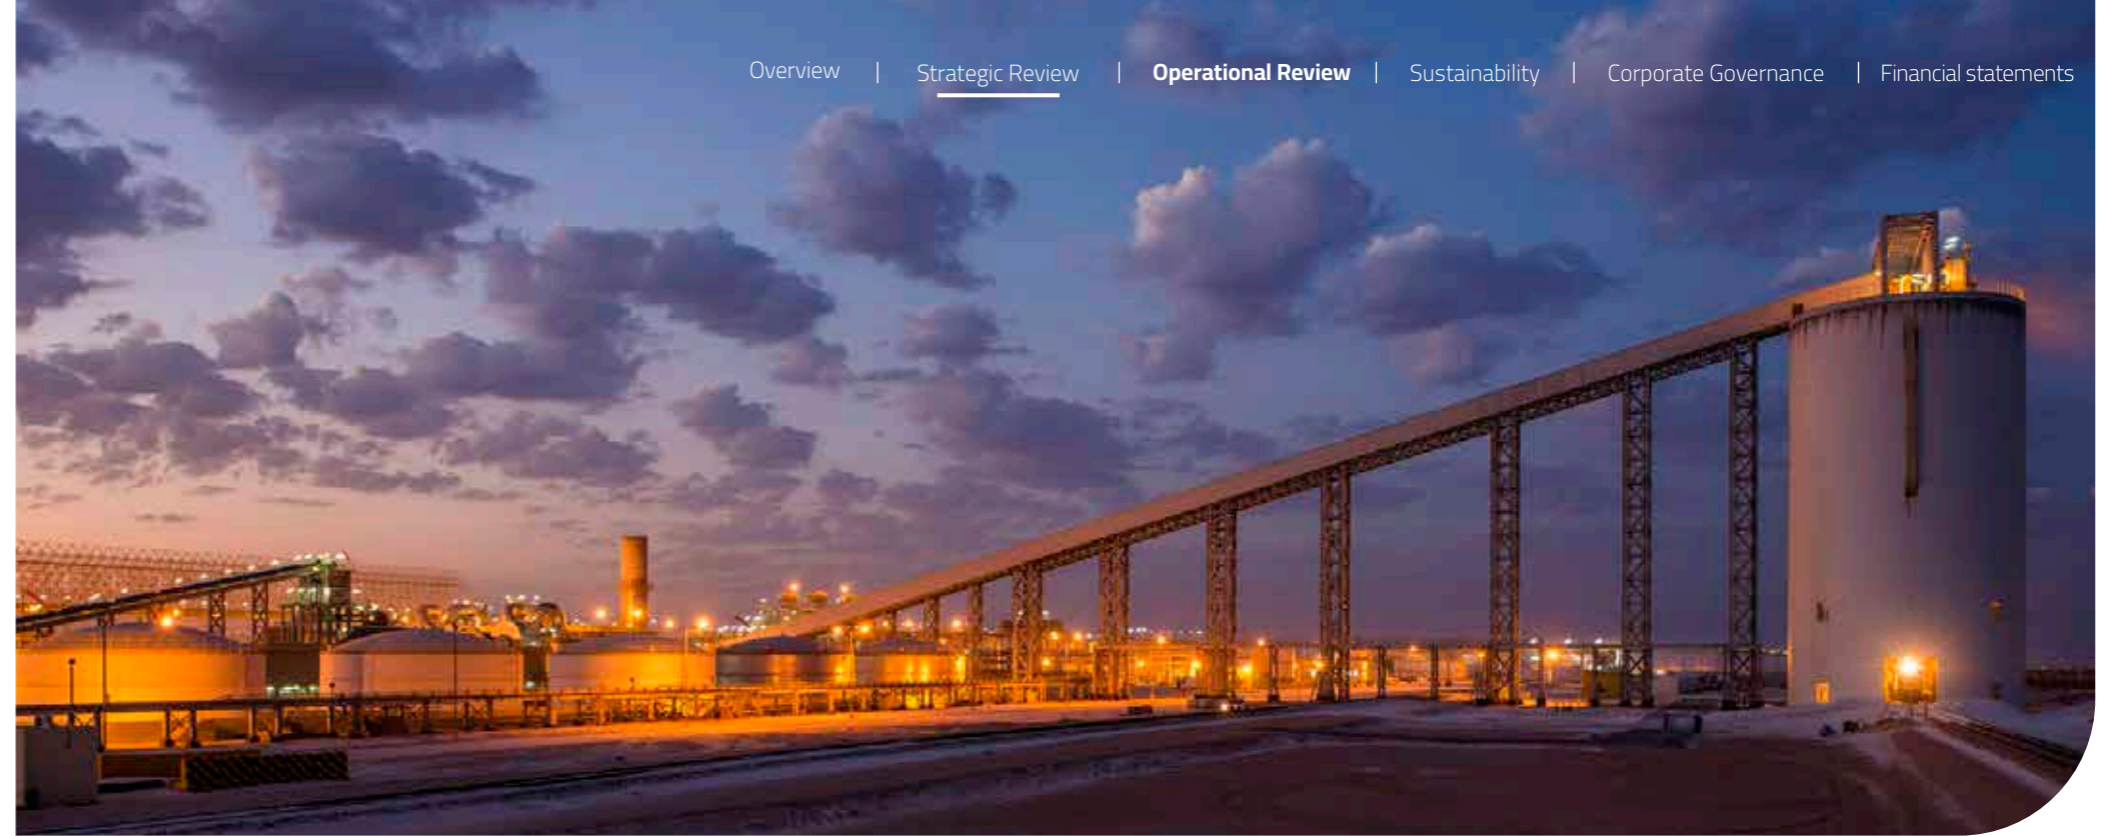 Overview | Strategic Review | Operational Review | Sustainability | Corporate Governance | Financial statements